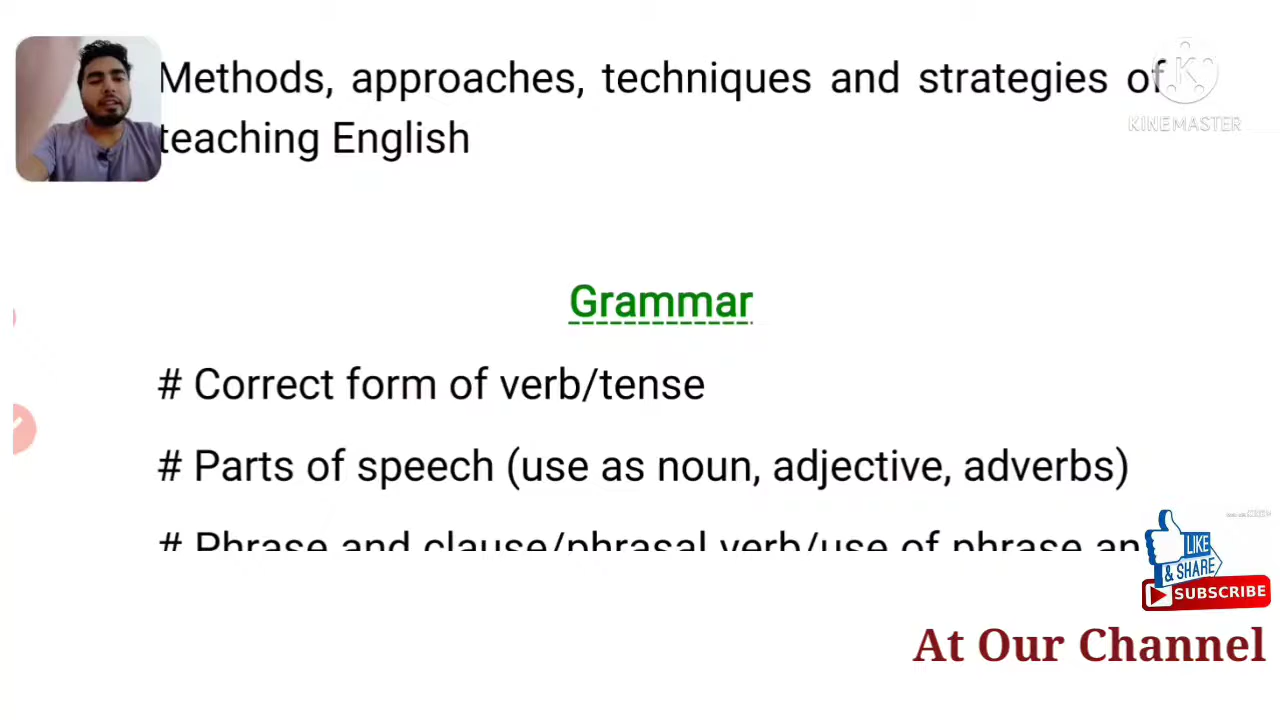 Methods, approaches, techniques and strategies of
teaching English
KINEMASTER
Grammar
# Correct form of verb/tense
# Parts of speech (use as noun, adjective, adverbs)
# Phrase and clause/phrasal verb/use of phrase an
LIKE
& SHARE
SUBSCRIBE
At Our Channel